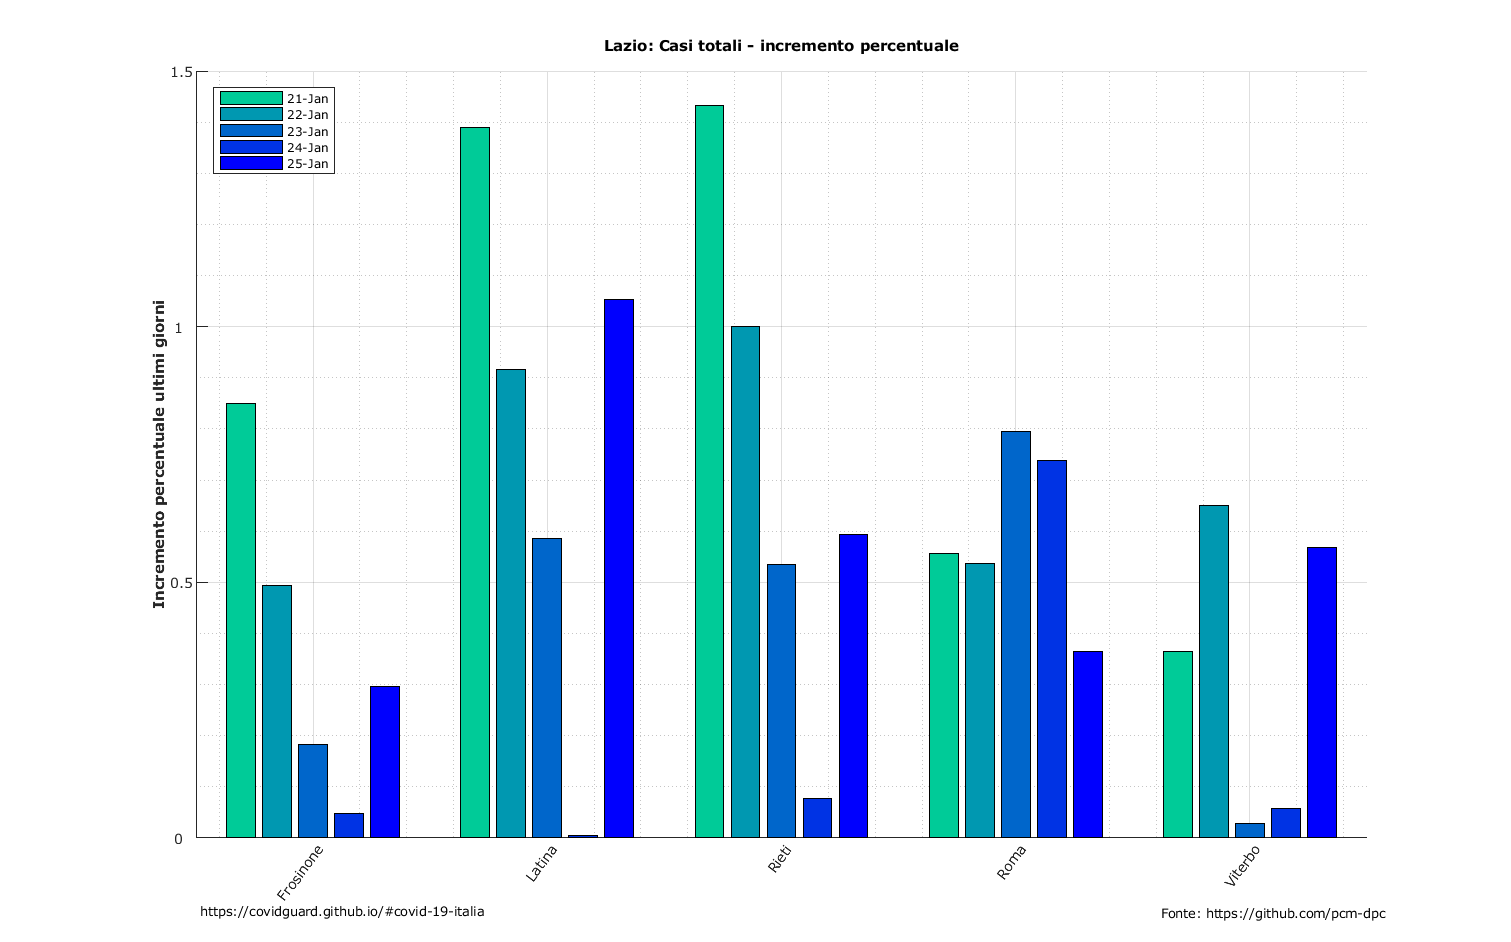 Lazio: Casi totali - incremento percentuale
1.5
1
0.5
0
Incremento percentuale ultimi giorni
21-Jan
22-Jan
23-Jan
24-Jan
25-Jan
Frosinone
Latina
Rieti
Roma
Viterbo
https://covidguard.github.io/#covid-19-italia
Fonte: https://github.com/pcm-dpc